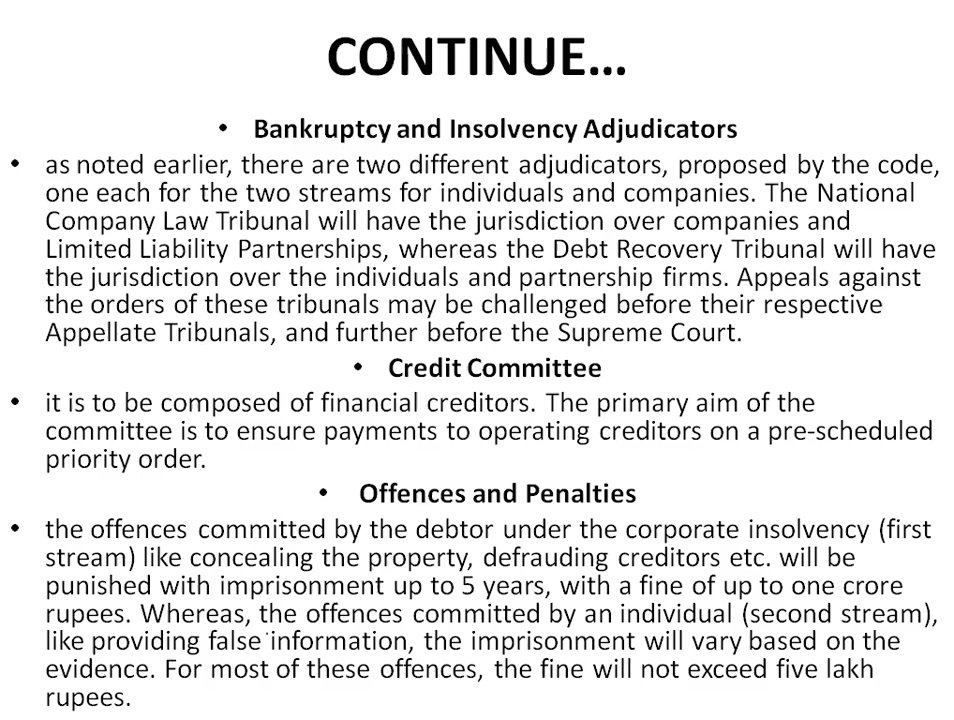 CONTINUE...
• Bankruptcy and Insolvency Adjudicators
• as noted earlier, there are two different adjudicators, proposed by the code,
one each for the two streams for individuals and companies. The National
Company Law Tribunal will have the jurisdiction over companies and
Limited Liability Partnerships, whereas the Debt Recovery Tribunal will have
the jurisdiction over the individuals and partnership firms. Appeals against
the orders of these tribunals may be challenged before their respective
Appellate Tribunals, and further before the Supreme Court.
• Credit Committee
• it is to be composed of financial creditors. The primary aim of the
committee is to ensure payments to operating creditors on a pre-scheduled
priority order.
• Offences and Penalties
• the offences committed by the debtor under the corporate insolvency (first
stream) like concealing the property, defrauding creditors etc. will be
punished with imprisonment up to 5 years, with a fine of up to one crore
rupees. Whereas, the offences committed by an individual (second stream),
like providing false information, the imprisonment will vary based on the
evidence. For most of these offences, the fine will not exceed five lakh
rupees.